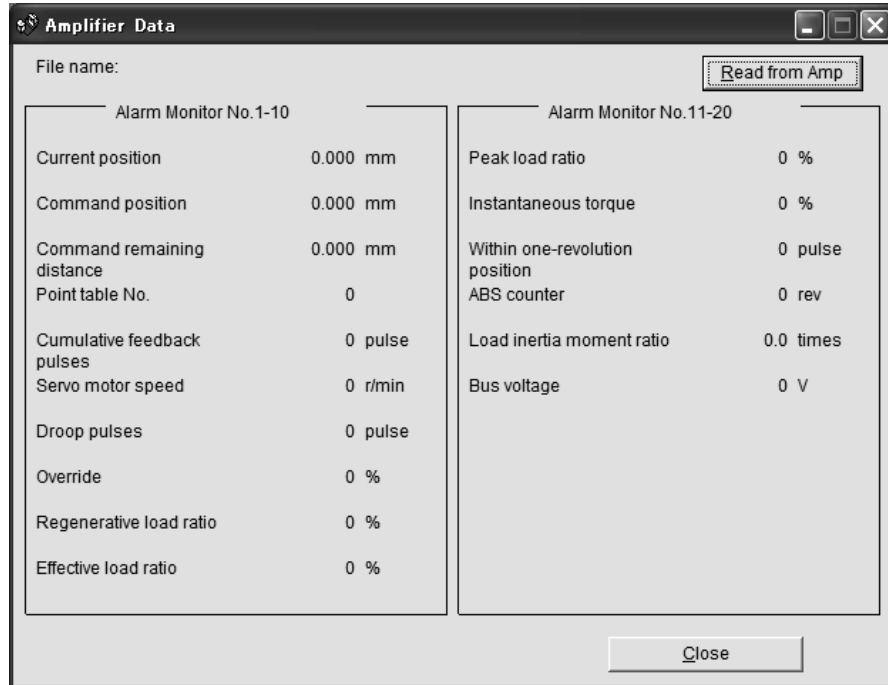 Amplifier Data
File name:
Read from Amp
Alarm Monitor No.1-10
Current position 0.000 mm
Command position 0.000 mm
Command remaining 0.000 mm
distance
Point table No. 0
Cumulative feedback 0 pulse
pulses
Servo motor speed 0 r/min
Droop pulses 0 pulse
Override 0 %
Regenerative load ratio 0 %
Effective load ratio 0 %
Alarm Monitor No.11-20
Peak load ratio 0 %
Instantaneous torque 0 %
Within one-revolution 0 pulse
position
ABS counter 0 rev
Load inertia moment ratio 0.0 times
Bus voltage 0 V
Close